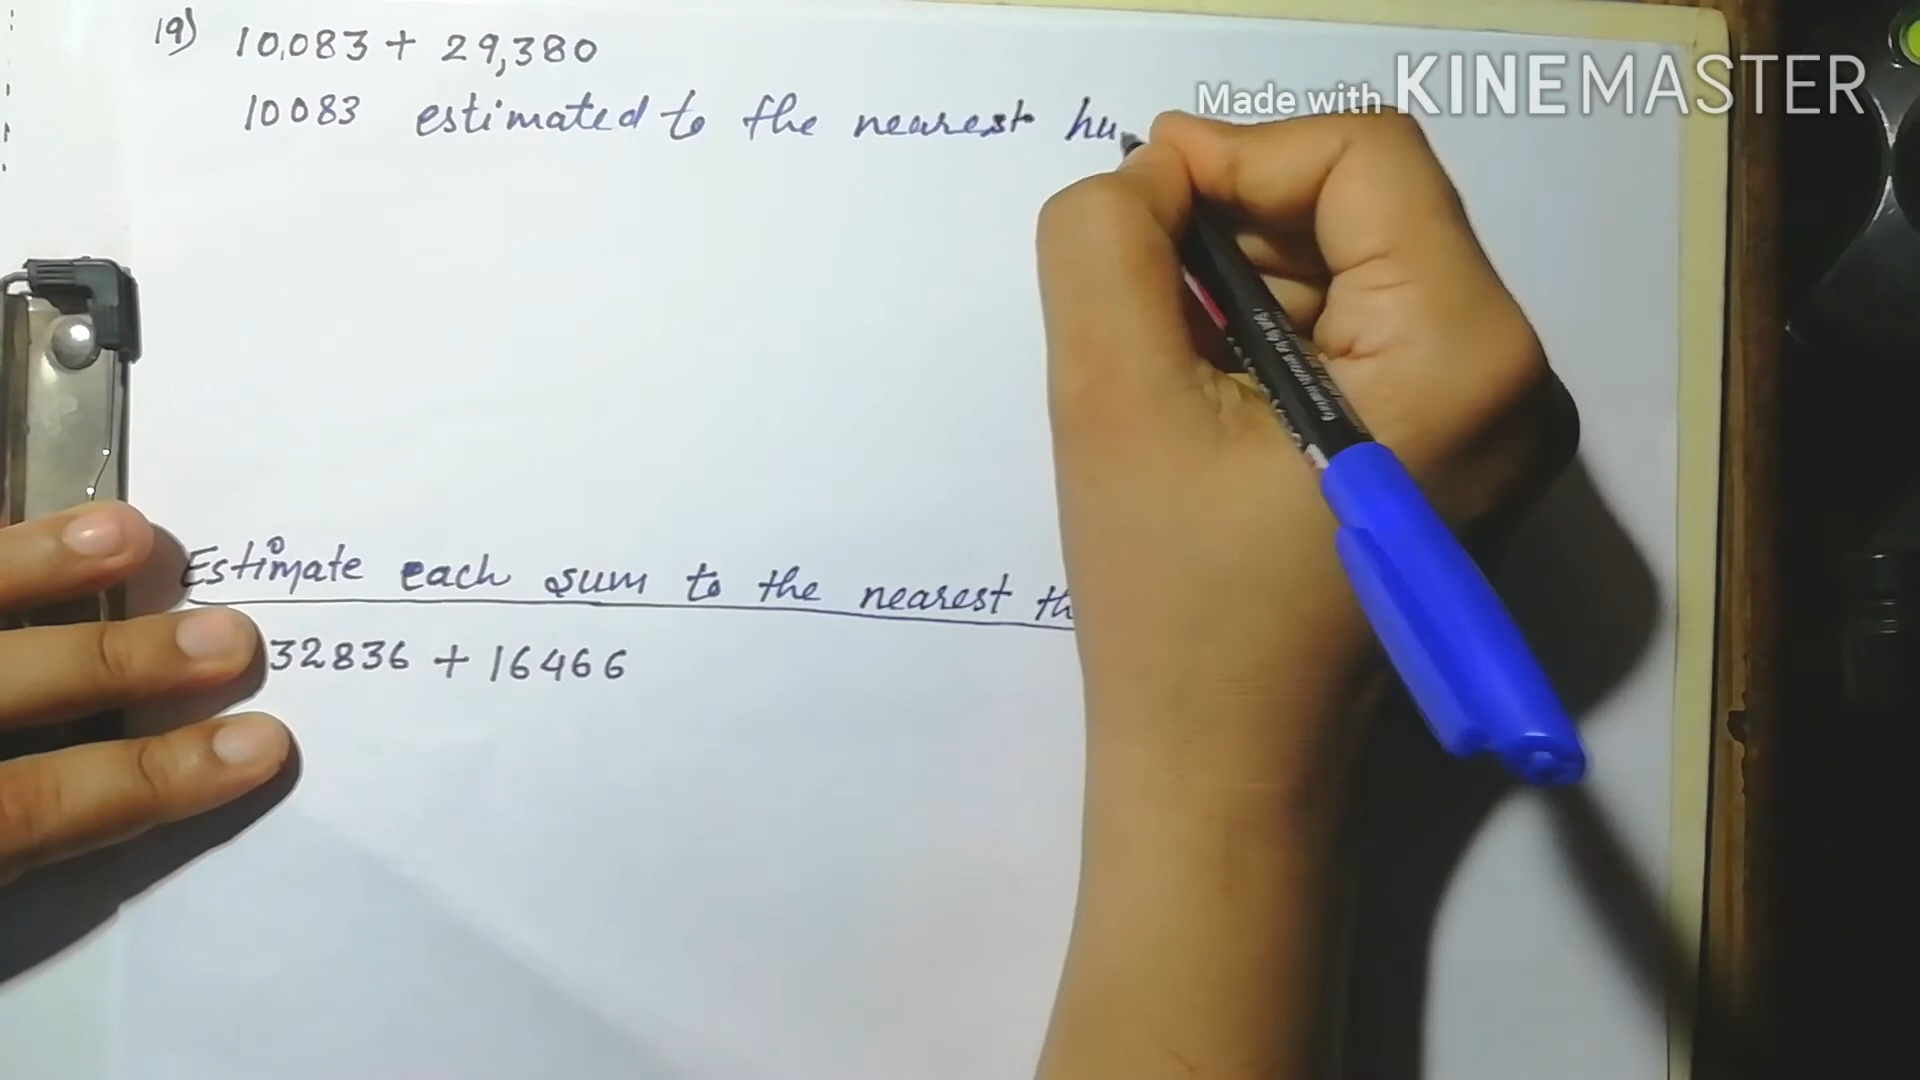 19) 10,083 + 29,380
10083 estimated to the nearest hu
Estimate each sum to the nearest th
32836 + 16466
Made with KINEMASTER